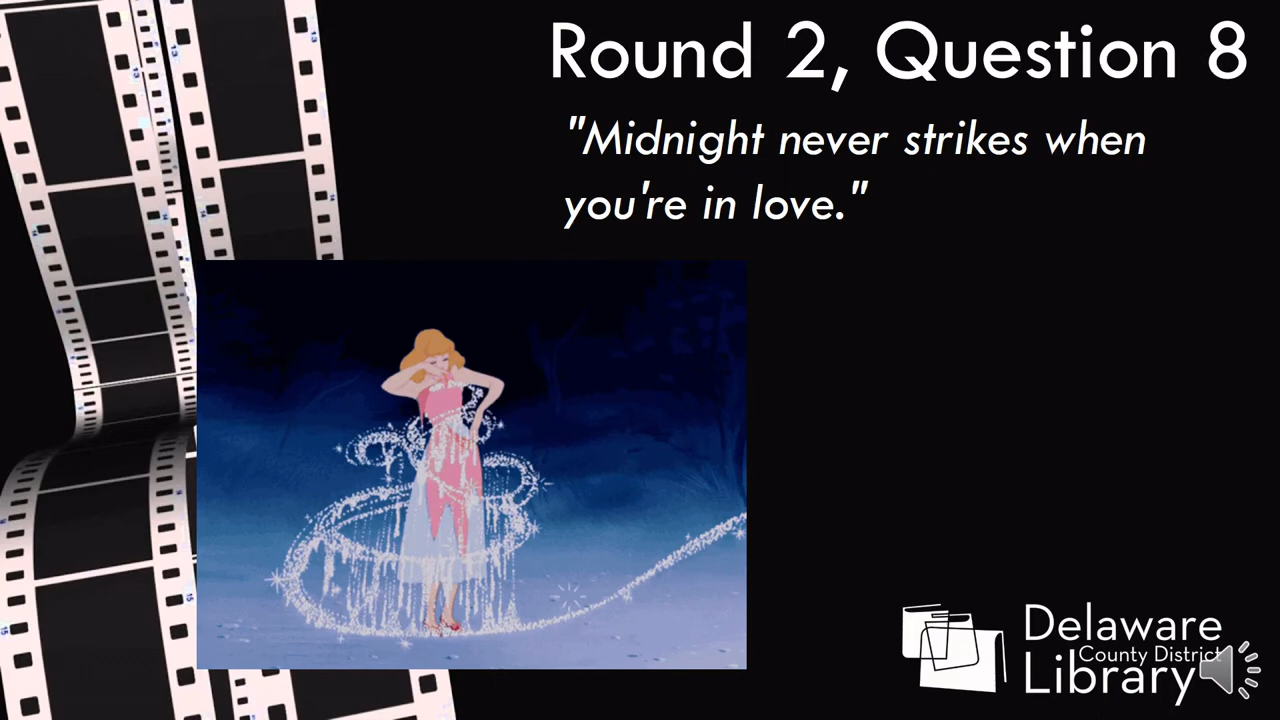 Round 2, Question 8
"Midnight never strikes when
you're in love."
Delaware
County District
Library